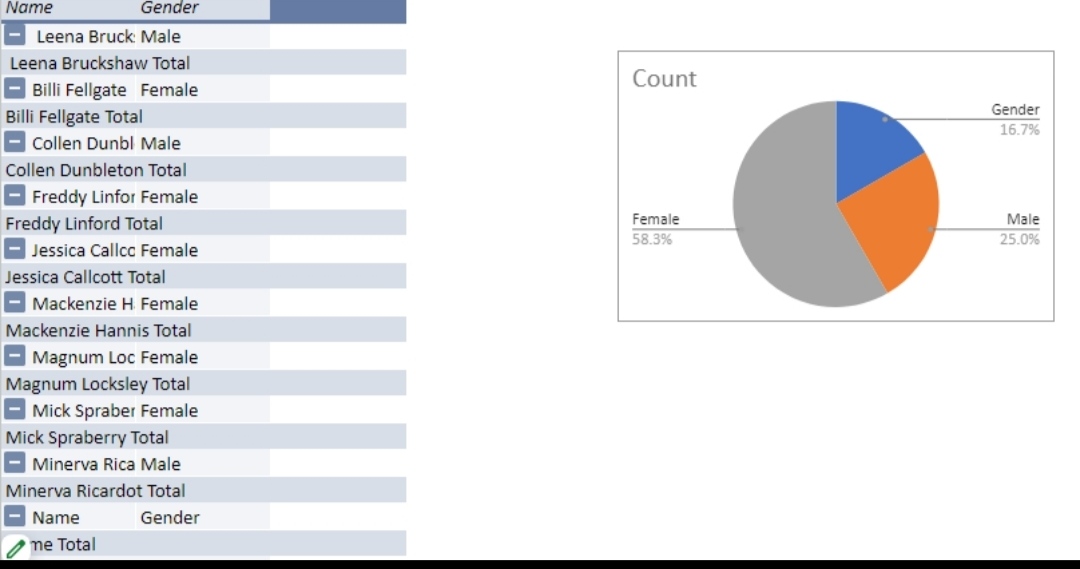 Name Gender
Leena Bruck Male
Leena Bruckshaw Total
Billi Fellgate Female
Billi Fellgate Total
Collen Dunbl Male
Collen Dunbleton Total
Freddy Linfor Female
Freddy Linford Total
Jessica Callcc Female
Jessica Callcott Total
Mackenzie H Female
Mackenzie Hannis Total
Magnum Loc Female
Magnum Locksley Total
Mick Spraber Female
Mick Spraberry Total
Minerva Rica Male
Minerva Ricardot Total
Name Gender
me Total
Count
Gender
16.7%
Female
58.3%
Male
25.0%